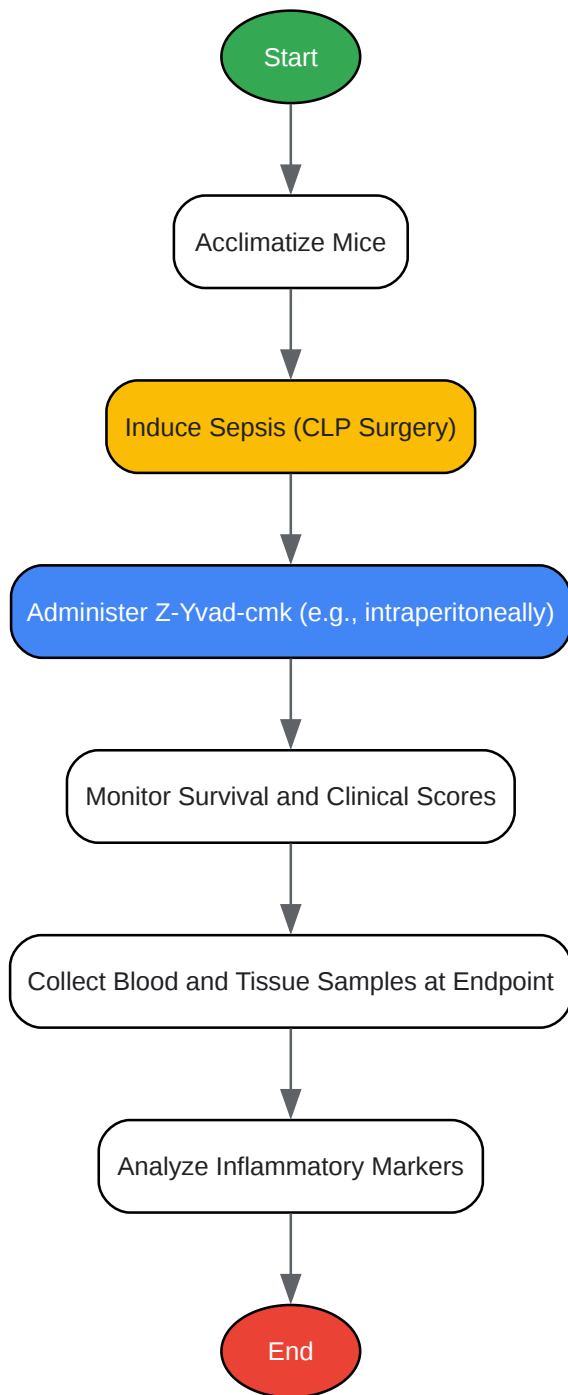 Start
Acclimatize Mice
Induce Sepsis (CLP Surgery)
Administer Z-Yvad-cmk (e.g., intraperitoneally)
Monitor Survival and Clinical Scores
Collect Blood and Tissue Samples at Endpoint
Analyze Inflammatory Markers
End